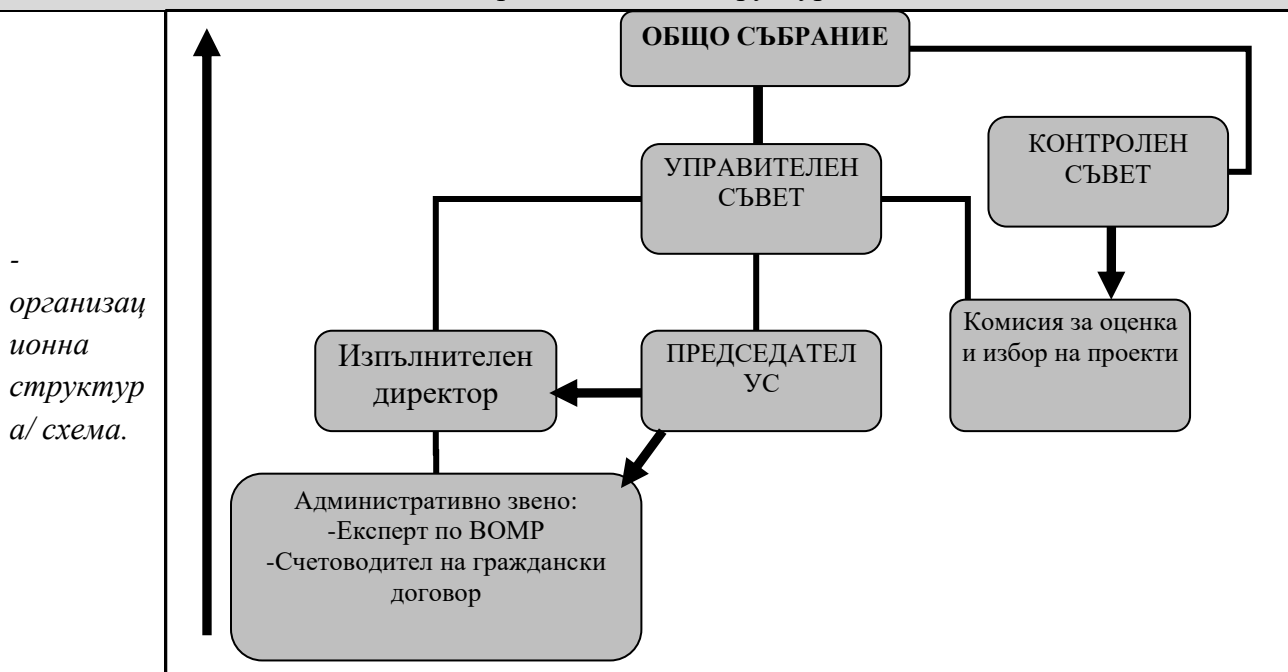 ОБЩО СЪБРАНИЕ
КОНТРОЛЕН
СЪВЕТ
УПРАВИТЕЛЕН
СЪВЕТ
-
организац
ионна
структур
а/ схема.
Изпълнителен
директор
ПРЕДСЕДАТЕЛ
УС
Комисия за оценка
и избор на проекти
Административно звено:
-Експерт по ВОМР
-Счетоводител на граждански
договор